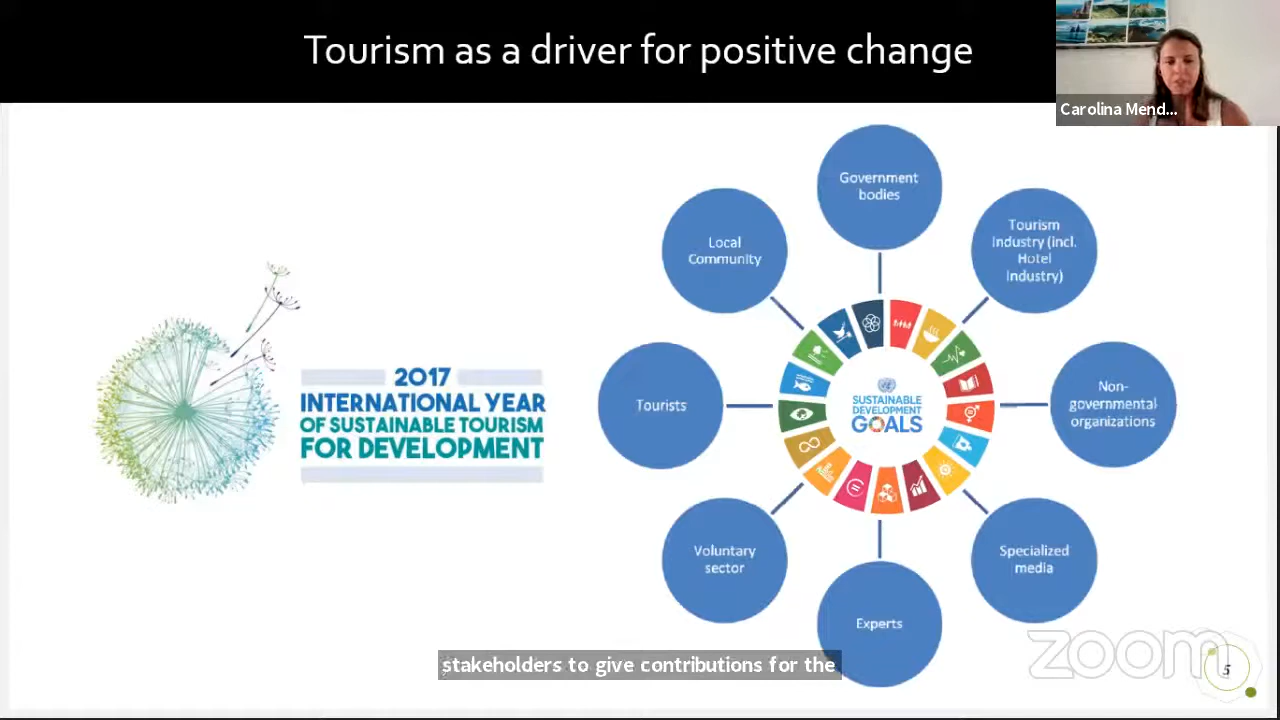 Tourism as a driver for positive change
Carolina Mend...
Government
bodies
Local
Community
Tourism
Industry (incl.
Hotel
Industry)
2017
INTERNATIONAL YEAR
OF SUSTAINABLE TOURISM
FOR DEVELOPMENT
Tourists
SUSTAINABLE
DEVELOPMENT
GOALS
Non-
governmental
organizations
Voluntary
sector
Specialized
media
Experts
stakeholders to give contributions for the
zoom
5